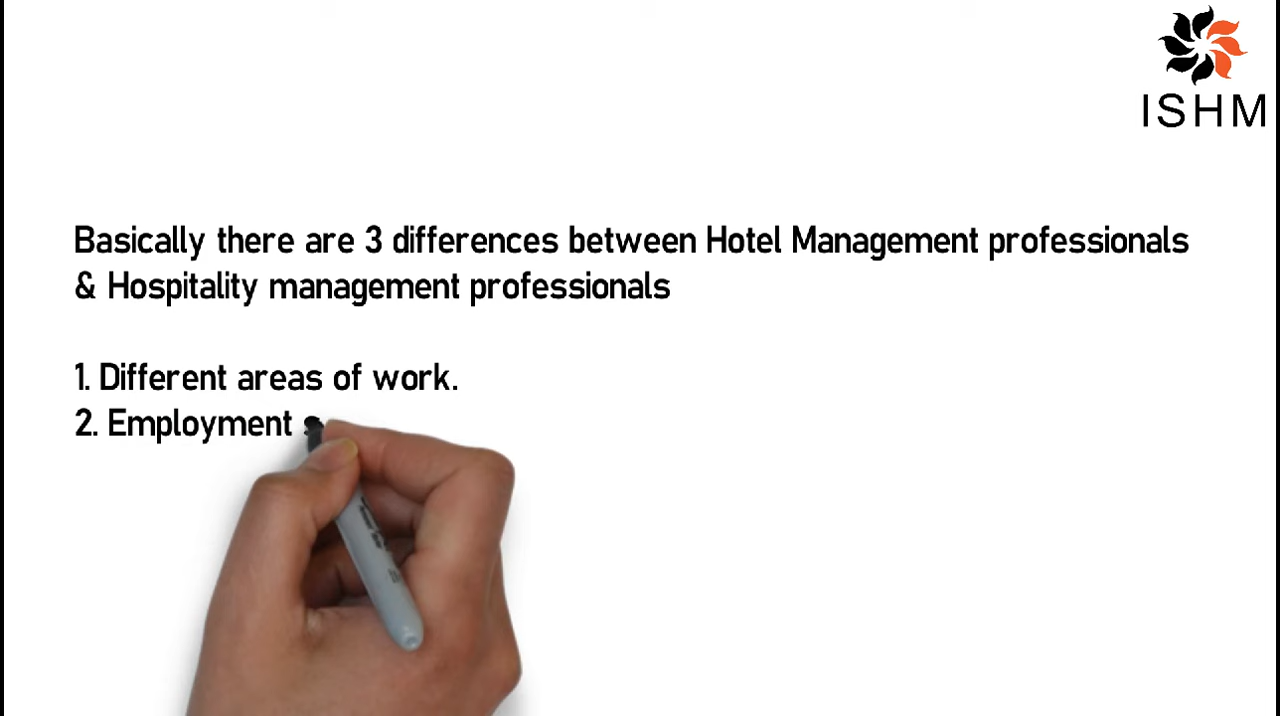 ISHM
Basically there are 3 differences between Hotel Management professionals
& Hospitality management professionals
1. Different areas of work.
2. Employment